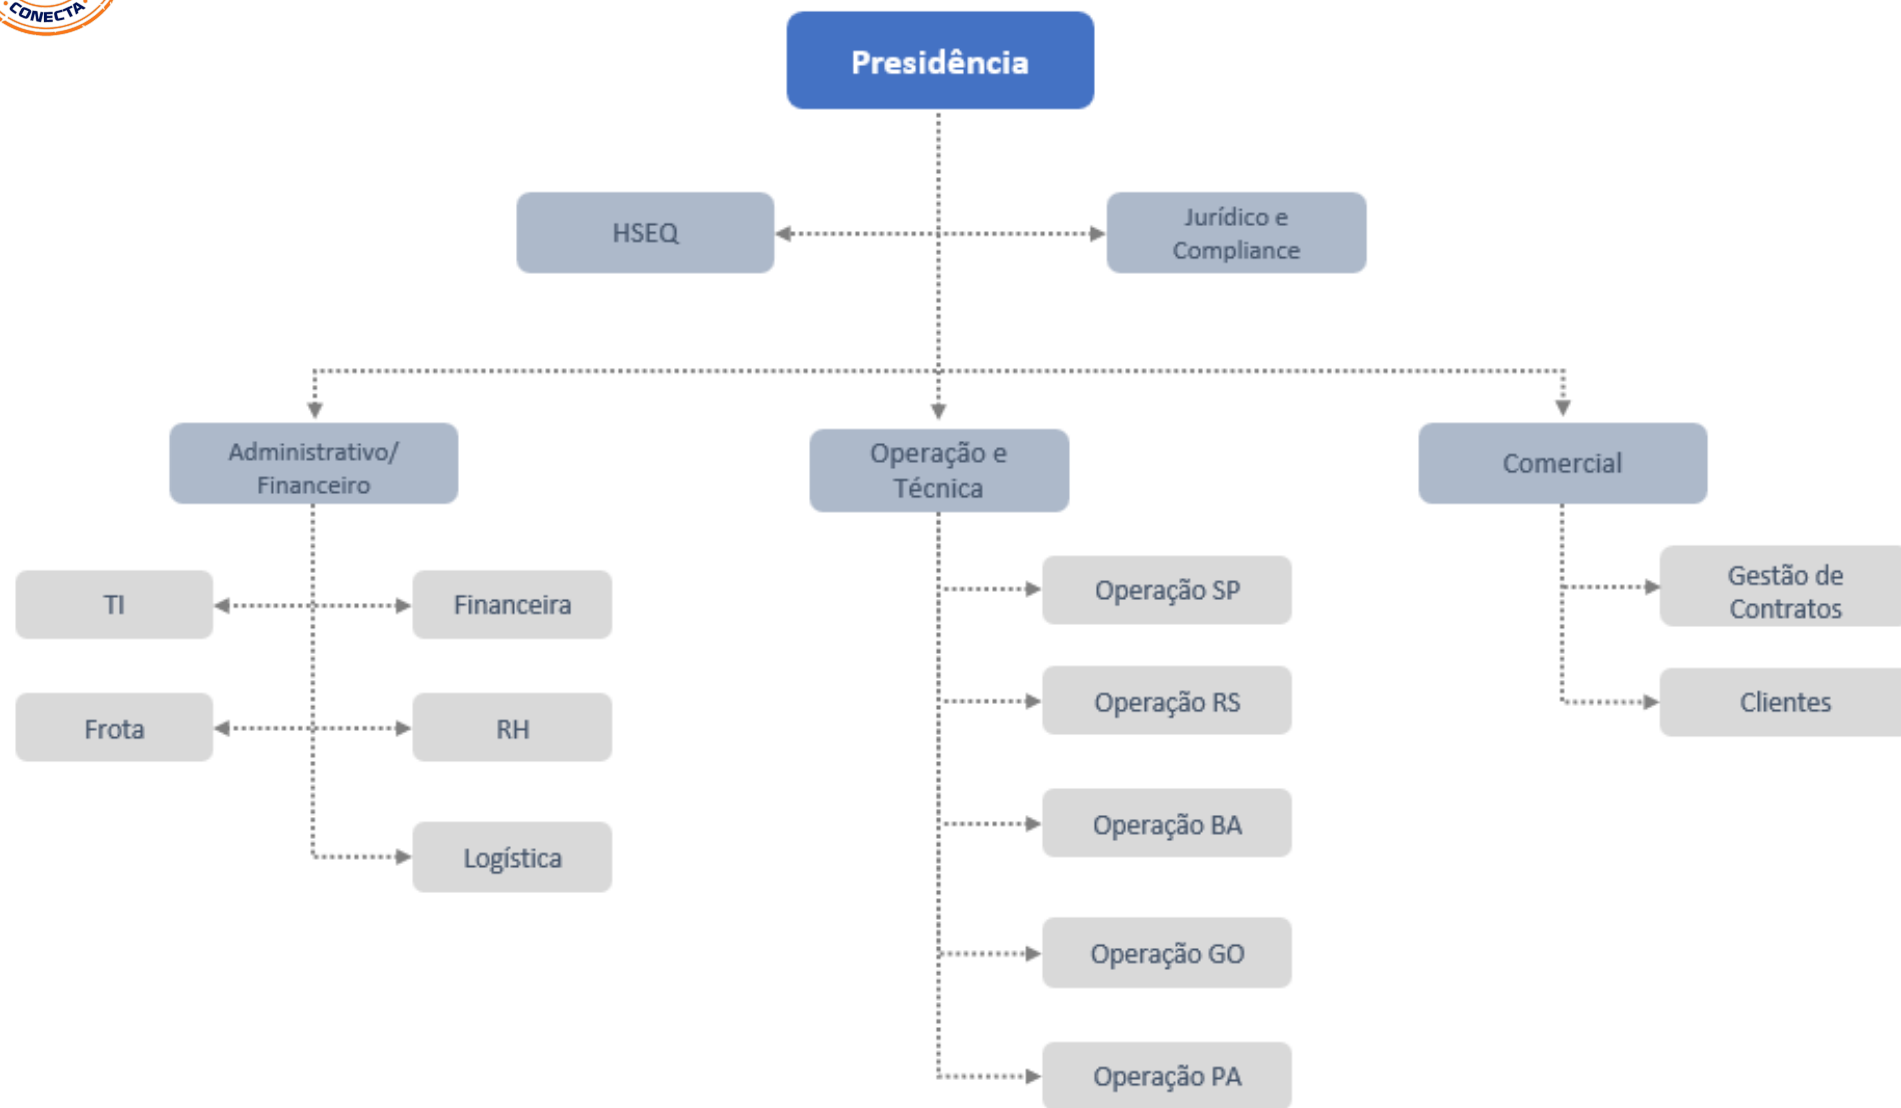 CONECTA
Presidência
HSEQ
Jurídico e
Compliance
Administrativo/
Financeiro
Operação e
Técnica
Comercial
TI
Financeira
Frota
RH
Logística
Operação SP
Operação RS
Operação BA
Operação GO
Operação PA
Gestão de
Contratos
Clientes